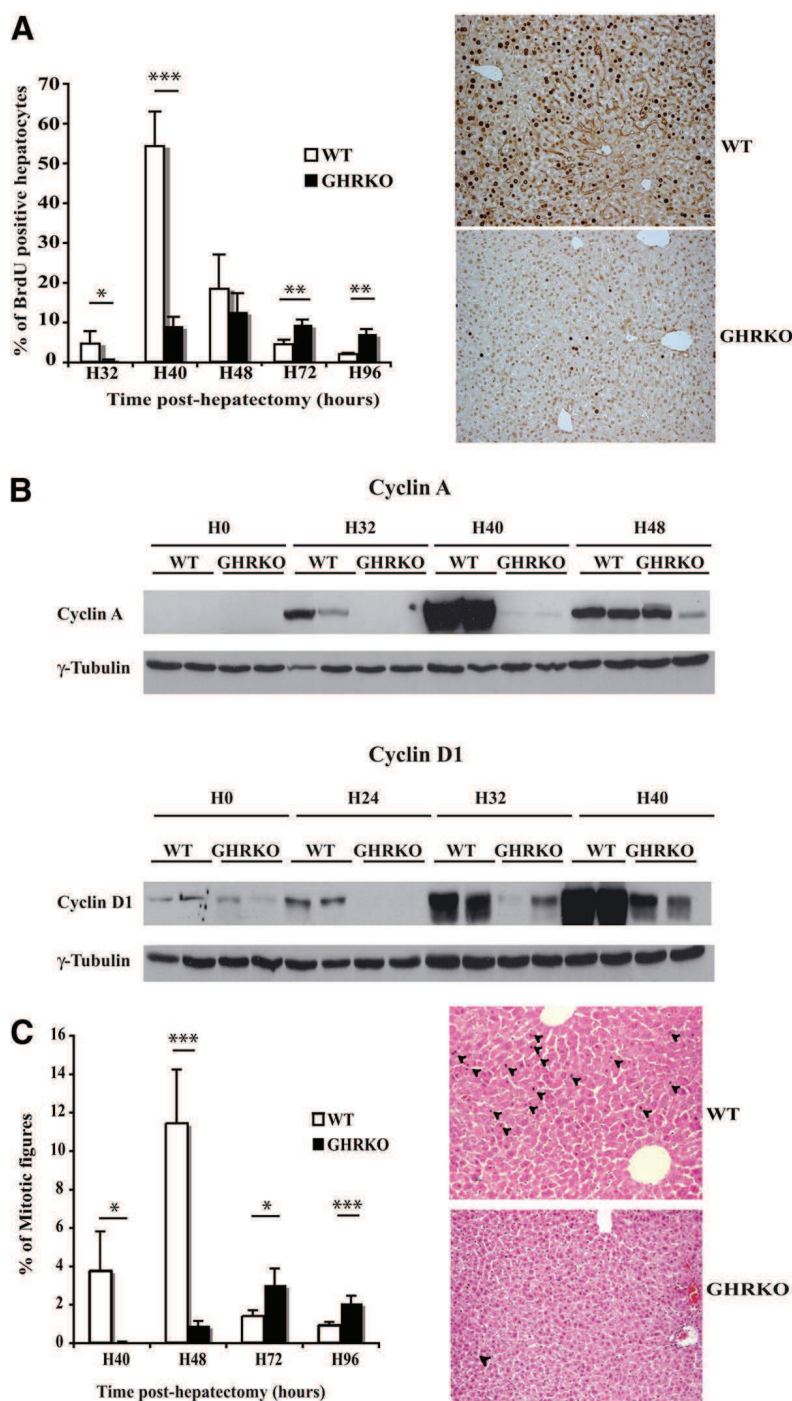 A
***
70
60
50
40
30
20
10
0
% of BrdU positive hepatocytes
WT
GHRKO
*
**
**
H32 H40 H48 H72 H96
Time post-hepatectomy (hours)
WT
GHRKO
B
Cyclin A
H0 H32 H40 H48
WT GHRKO WT GHRKO WT GHRKO WT GHRKO
Cyclin A
γ-Tubulin
Cyclin D1
H0 H24 H32 H40
WT GHRKO WT GHRKO WT GHRKO WT GHRKO
Cyclin D1
γ-Tubulin
C
16
14
12
10
8
6
4
2
0
% of Mitotic figures
***
WT
GHRKO
*
*
***
H40 H48 H72 H96
Time post-hepatectomy (hours)
WT
GHRKO